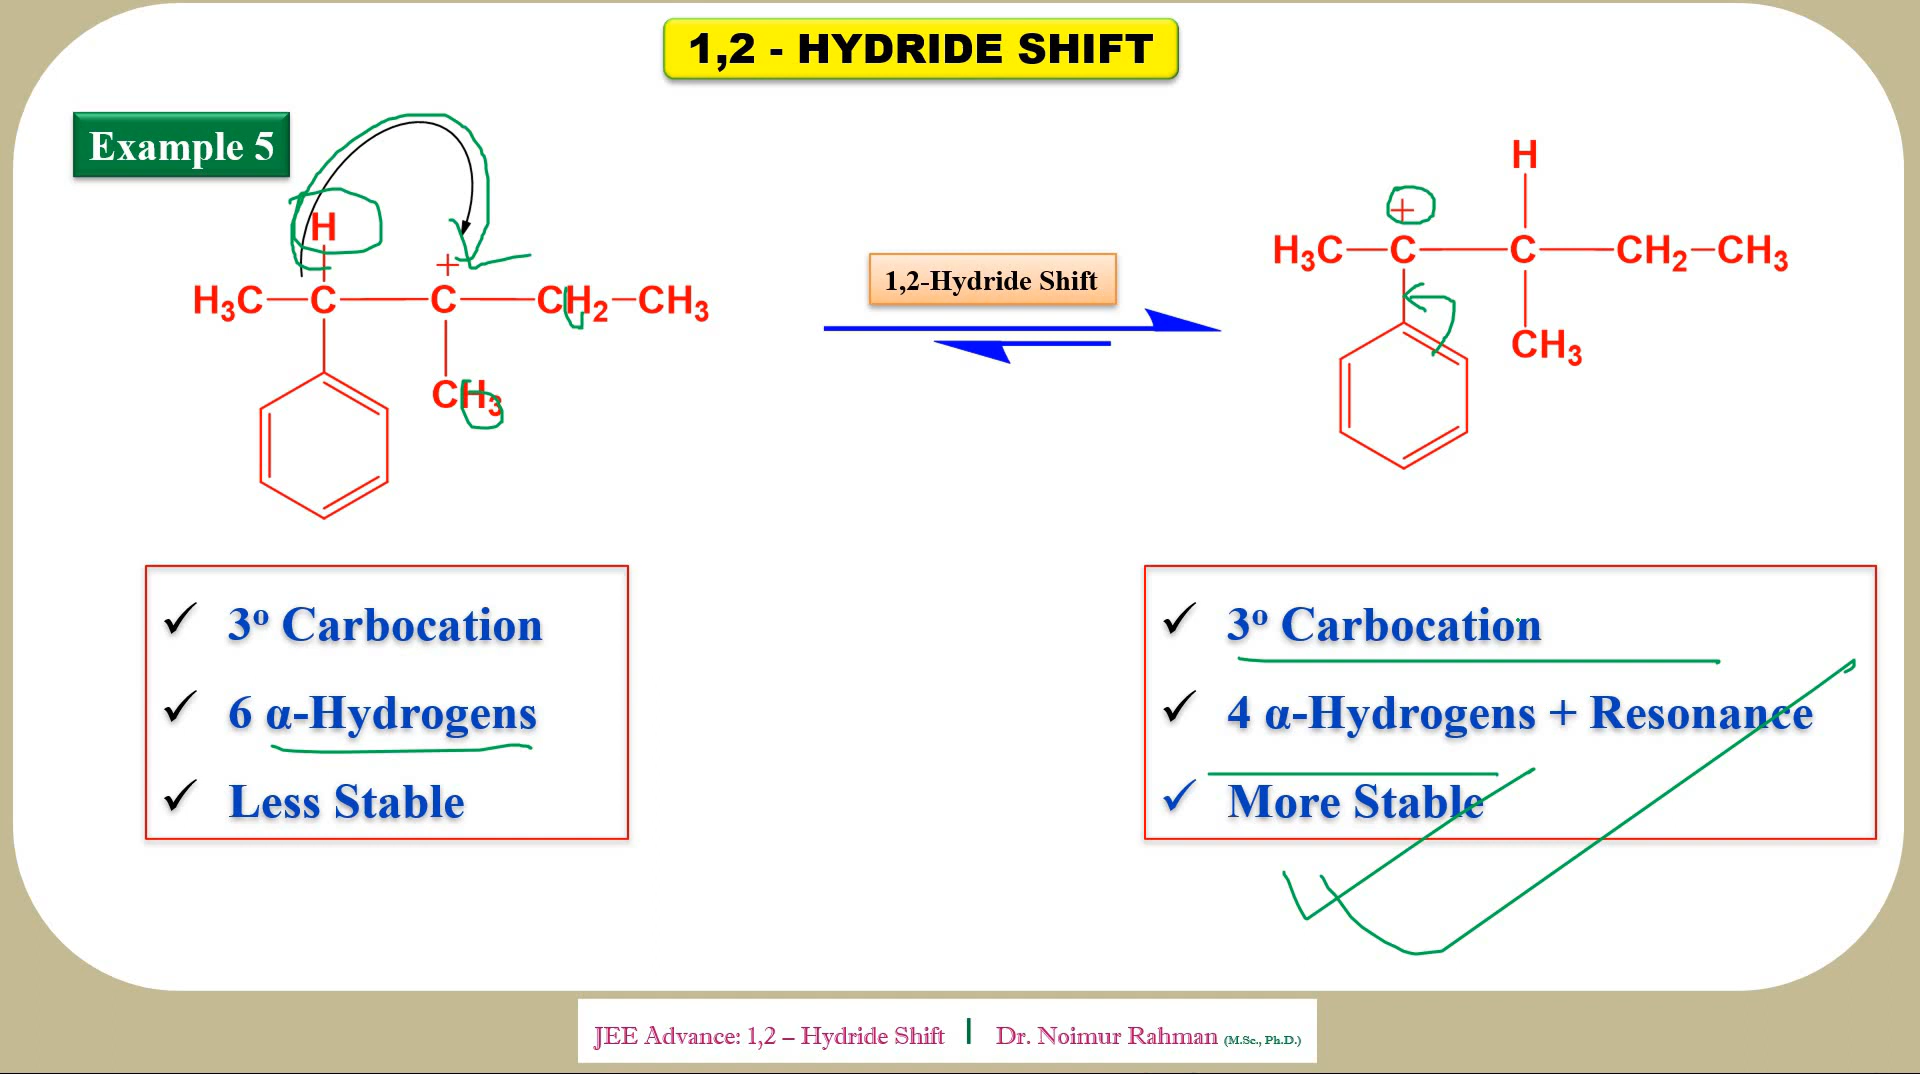 1,2 - HYDRIDE SHIFT
Example 5
H
+
H₃C—C—C—CH₂—CH₃
CH₃
1,2-Hydride Shift
H
+
H₃C—C—C—CH₂—CH₃
CH₃
✓ 3º Carbocation
✓ 6 α-Hydrogens
✓ Less Stable
✓ 3º Carbocation
✓ 4 α-Hydrogens + Resonance
✓ More Stable
JEE Advance: 1,2 – Hydride Shift | Dr. Noimur Rahman (M.Sc., Ph.D.)